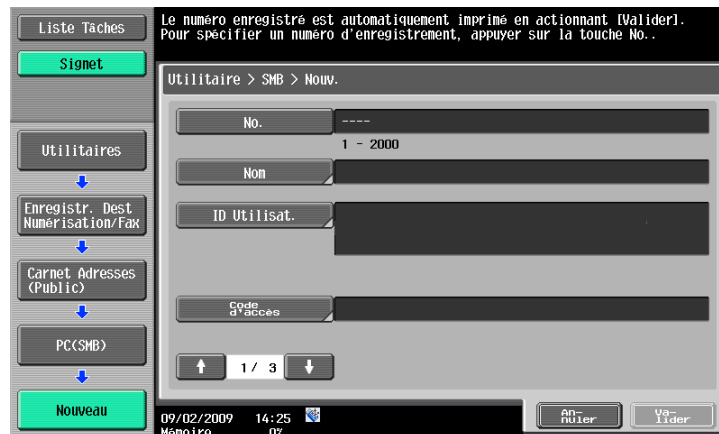 Liste Tâches
Le numéro enregistré est automatiquement imprimé en actionnant [Valider].
Pour spécifier un numéro d'enregistrement, appuyer sur la touche No..
Signet
Utilitaire > SMB > Nouv.
No.
----
1 - 2000
Utilitaires
Nom
Enregistr. Dest
Numérisation/Fax
ID Utilisat.
Carnet Adresses
(Public)
Code
d'accès
PC(SMB)
1/ 3
Nouveau
An-
nuler
Va-
lider
09/02/2009 14:25
Mémoire 0%